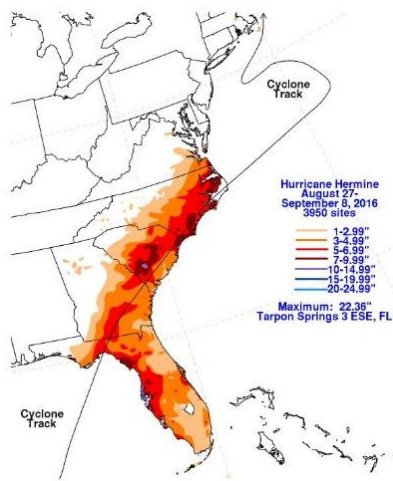 Cyclone
Track
Hurricane Hermine
August 27-
September 8, 2016
3950 sites
1-2.99"
3-4.99"
5-6.99"
7-9.99"
10-14.99"
15-19.99"
20-24.99"
Maximum: 22.36"
Tarpon Springs 3 ESE, FL
Cyclone
Track